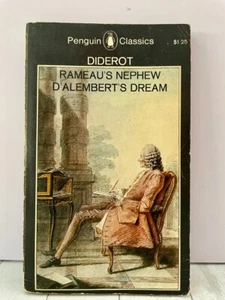 Penguin Classics
$1.25
DIDEROT
RAMEAU'S NEPHEW
D'ALEMBERT'S DREAM